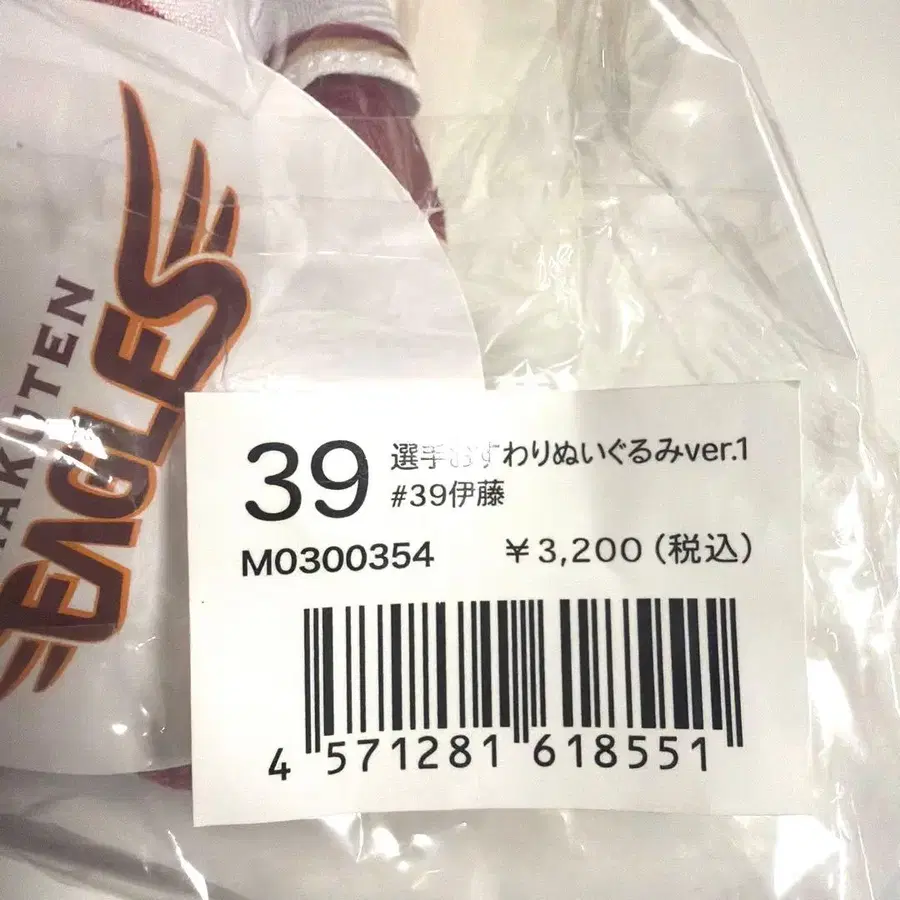 RAKUTEN
EAGLES
39
選手おすわりぬいぐるみver.1
#39伊藤
M0300354
¥3,200(税込)
4 571281 618551